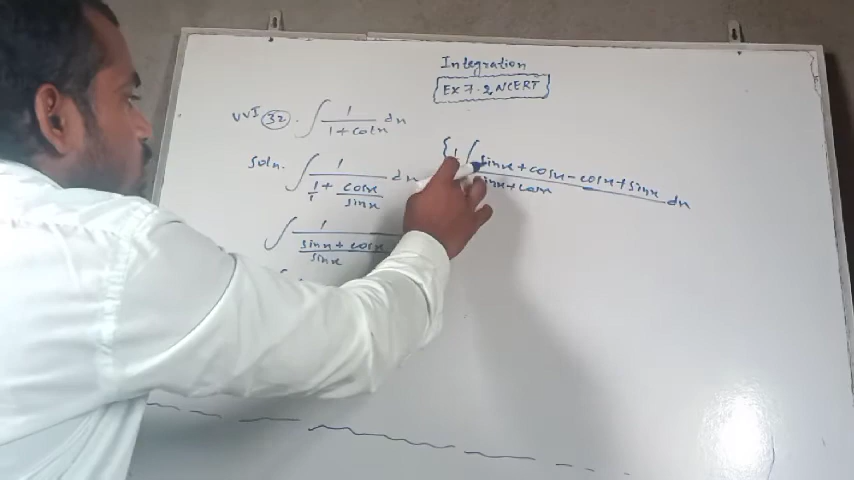 Integration
Ex 7.2, NCERT
VVI 32. ∫ 1/(1+cotx) dx
Soln. ∫ 1/(1/1 + cosx/sinx) dx
∫ 1/((sinx + cosx)/sinx)
∫ (sinx + cosx - cosx + sinx)/(sinx + cosx) dx